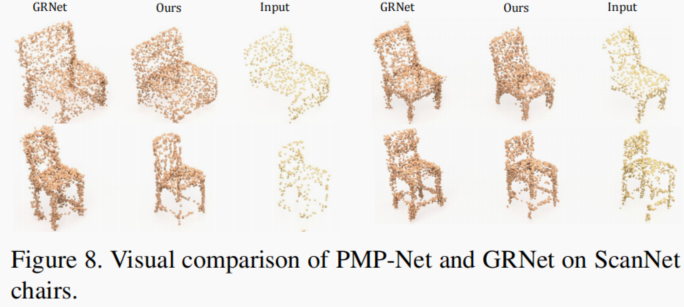 GRNet Ours Input GRNet Ours Input
Figure 8. Visual comparison of PMP-Net and GRNet on ScanNet
chairs.